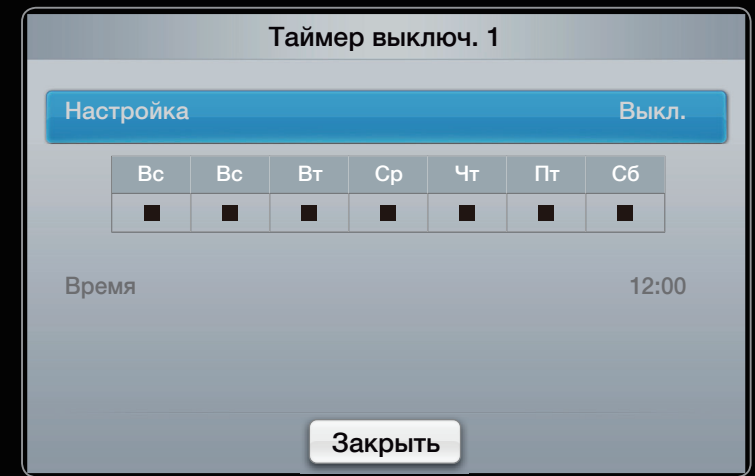 Таймер выключ. 1
Настройка Выкл.
Вс Вс Вт Ср Чт Пт Сб
Время 12:00
Закрыть